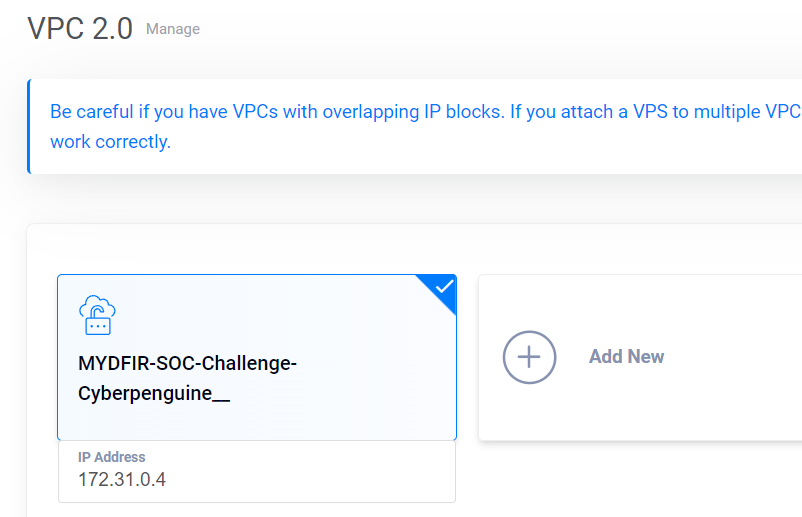 VPC 2.0 Manage
Be careful if you have VPCs with overlapping IP blocks. If you attach a VPS to multiple VPC
work correctly.
MYDFIR-SOC-Challenge-
Cyberpenguine__
Add New
IP Address
172.31.0.4